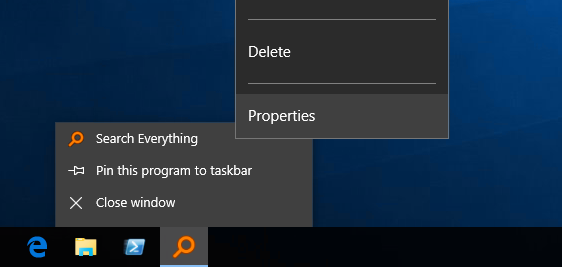 Delete
Properties
Search Everything
Pin this program to taskbar
Close window